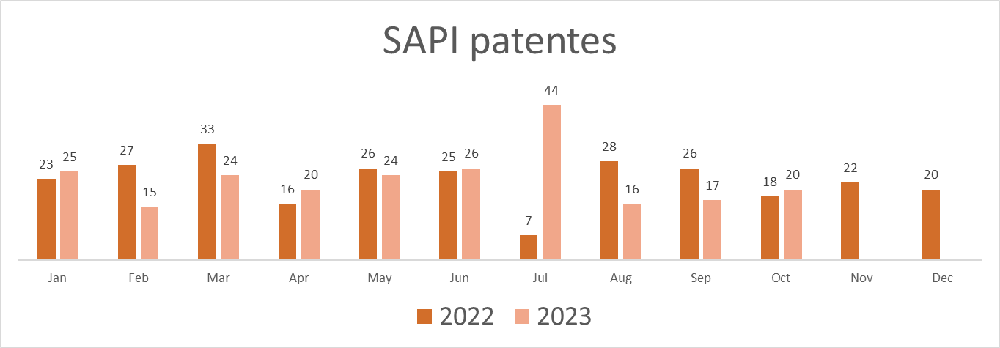 SAPI patentes
44
33
27 28
23 25 24 26 24 25 26 26
20 22 20
15 16 16 17 18 20
7
Jan Feb Mar Apr May Jun Jul Aug Sep Oct Nov Dec
2022 2023